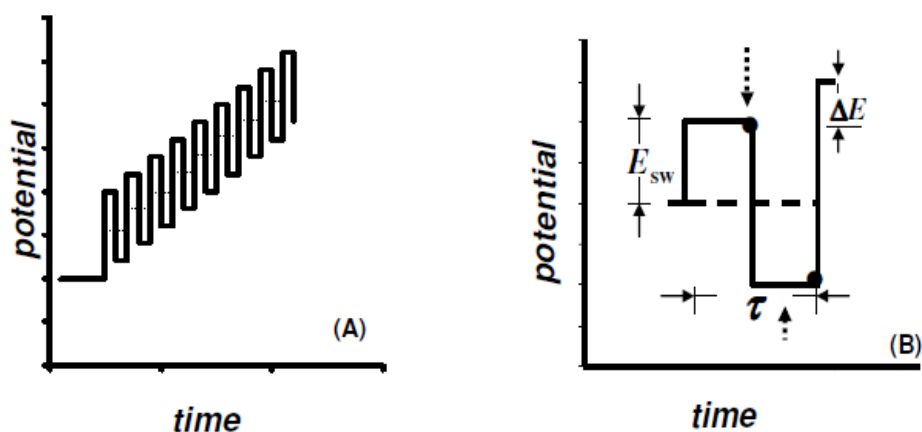 potential
time
(A)
potential
E_sw
ΔE
τ
(B)
time